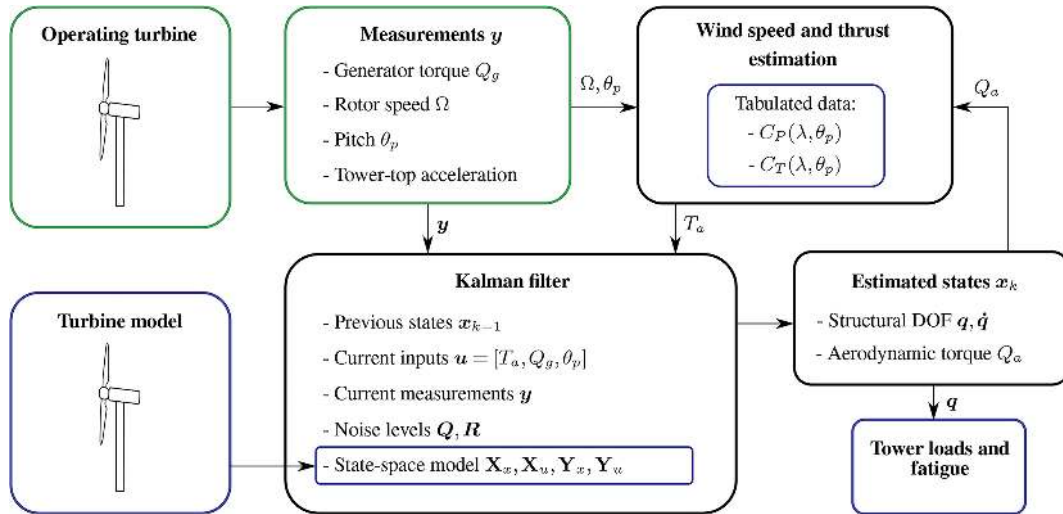 Operating turbine
Measurements y
- Generator torque Q_g
- Rotor speed Ω
- Pitch θ_p
- Tower-top acceleration
Ω, θ_p
Wind speed and thrust
estimation
Tabulated data:
- C_P(λ, θ_p)
- C_T(λ, θ_p)
Q_a
y
T_a
Turbine model
Kalman filter
- Previous states x_{k−1}
- Current inputs u = [T_a, Q_g, θ_p]
- Current measurements y
- Noise levels Q, R
- State-space model X_x, X_u, Y_x, Y_u
Estimated states x_k
- Structural DOF q, q̇
- Aerodynamic torque Q_a
q
Tower loads and
fatigue